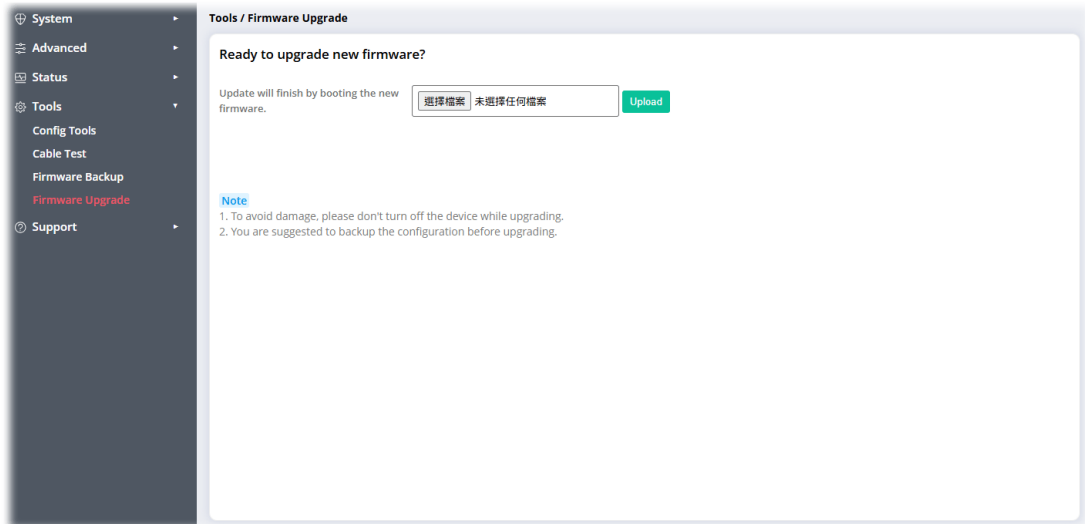 System
Advanced
Status
Tools
Config Tools
Cable Test
Firmware Backup
Firmware Upgrade
Support
Tools / Firmware Upgrade
Ready to upgrade new firmware?
Update will finish by booting the new
firmware.
選擇檔案 未選擇任何檔案
Upload
Note
1. To avoid damage, please don't turn off the device while upgrading.
2. You are suggested to backup the configuration before upgrading.